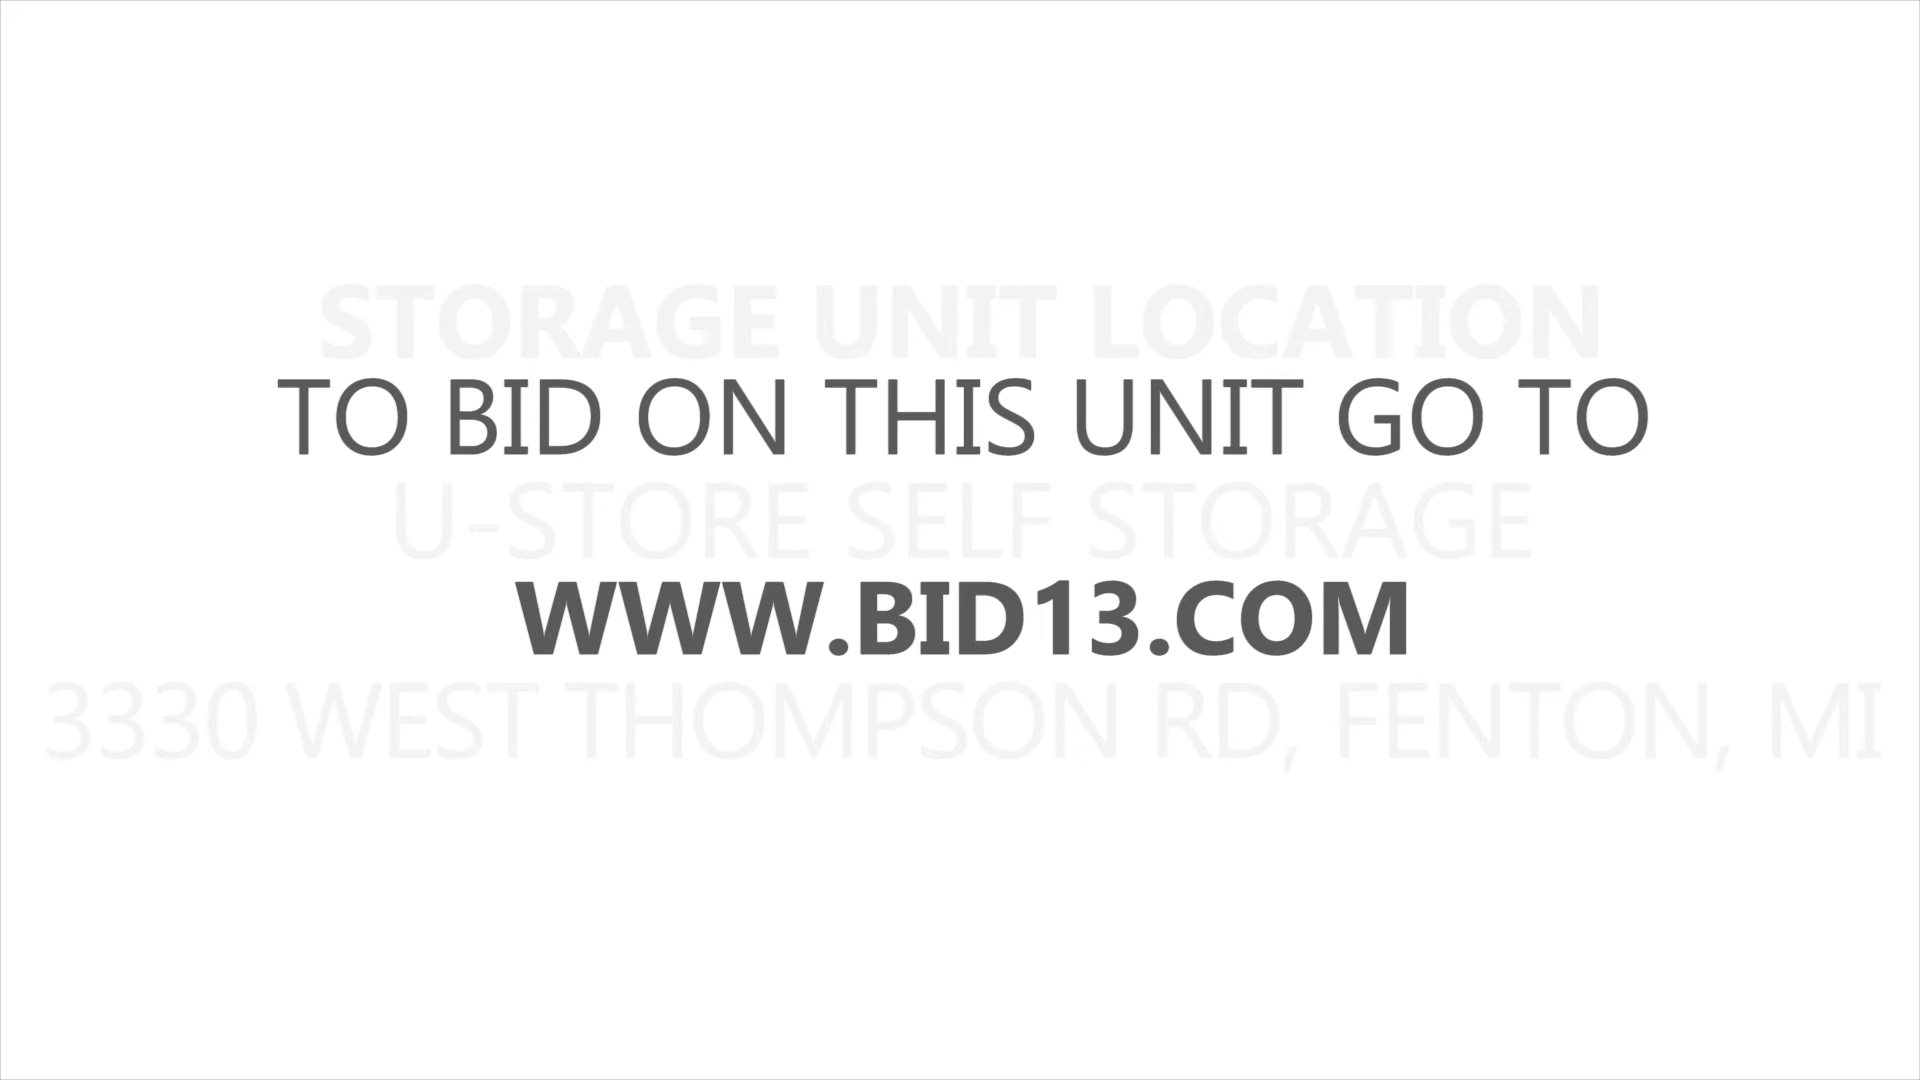 STORAGE UNIT LOCATION
TO BID ON THIS UNIT GO TO
U-STORE SELF STORAGE
WWW.BID13.COM
3330 WEST THOMPSON RD, FENTON, MI